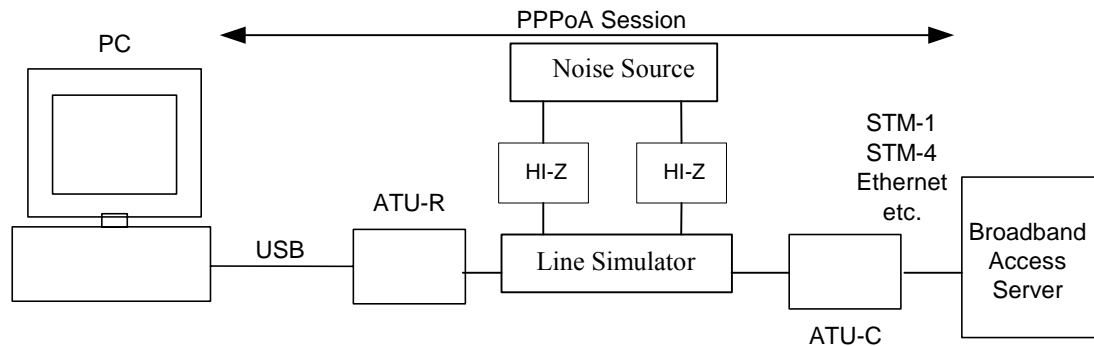 PPPoA Session
PC
Noise Source
HI-Z
HI-Z
STM-1
STM-4
Ethernet
etc.
ATU-R
USB
Line Simulator
ATU-C
Broadband
Access
Server